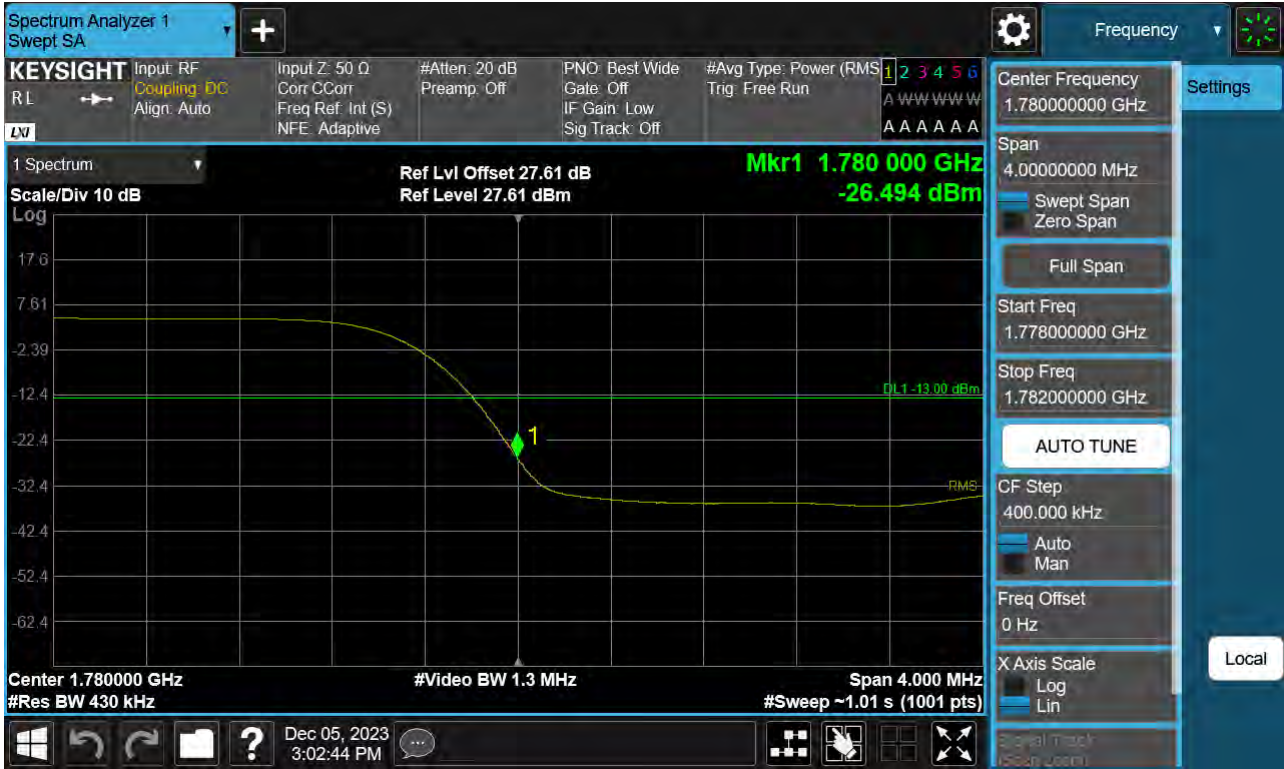 Spectrum Analyzer 1
Swept SA
+
Frequency
KEYSIGHT
R L
LXI
Input: RF
Coupling: DC
Align: Auto
Input Z: 50 Ω
Corr CCorr
Freq Ref: Int (S)
NFE: Adaptive
#Atten: 20 dB
Preamp: Off
PNO: Best Wide
Gate: Off
IF Gain: Low
Sig Track: Off
#Avg Type: Power (RMS
Trig: Free Run
1 2 3 4 5 6
A W W W W W
A A A A A A
1 Spectrum
Scale/Div 10 dB
Log
Ref Lvl Offset 27.61 dB
Ref Level 27.61 dBm
Mkr1 1.780 000 GHz
-26.494 dBm
17.6
7.61
-2.39
-12.4
-22.4
-32.4
-42.4
-52.4
-62.4
DL1 -13.00 dBm
1
RMS
Center 1.780000 GHz
#Res BW 430 kHz
#Video BW 1.3 MHz
Span 4.000 MHz
#Sweep ~1.01 s (1001 pts)
Center Frequency
1.780000000 GHz
Span
4.00000000 MHz
Swept Span
Zero Span
Full Span
Start Freq
1.778000000 GHz
Stop Freq
1.782000000 GHz
AUTO TUNE
CF Step
400.000 kHz
Auto
Man
Freq Offset
0 Hz
X Axis Scale
Log
Lin
Signal Track
(Span Zoom)
Settings
Local
?
Dec 05, 2023
3:02:44 PM